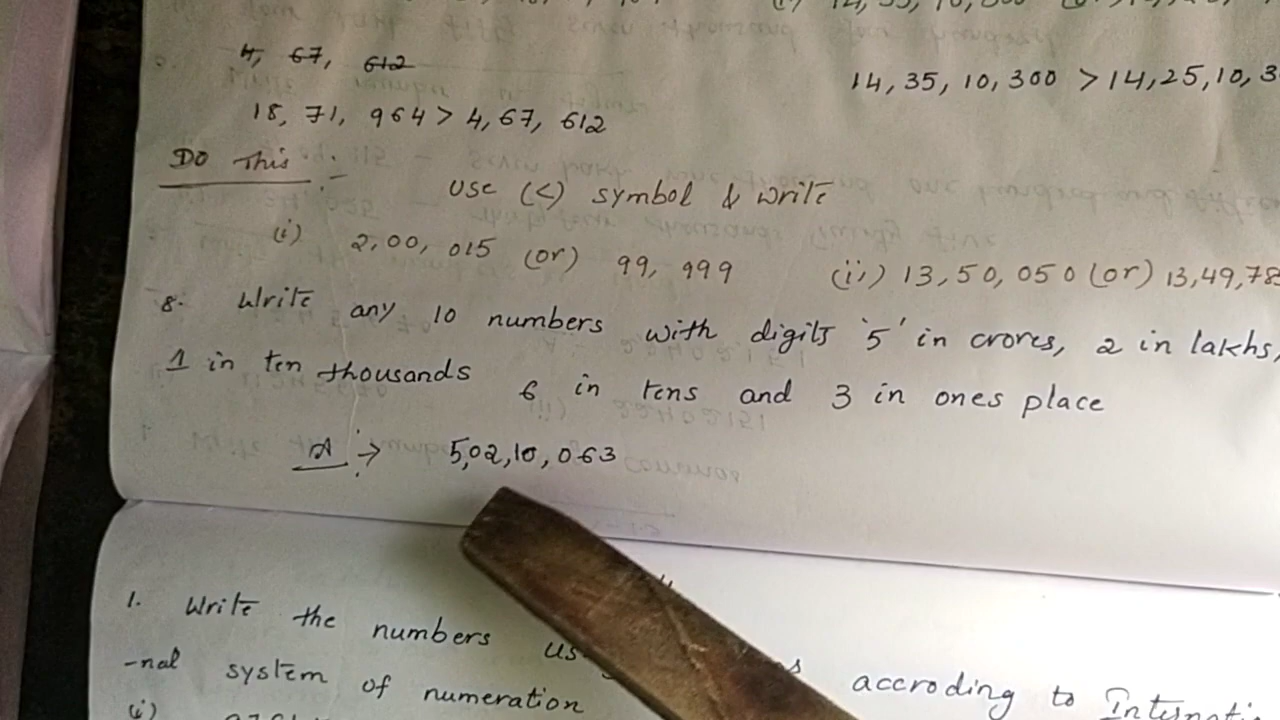 4, 67, 612
14, 35, 10, 300 > 14,25,10,3
18, 71, 964 > 4, 67, 612
Do This :-
Use (<) symbol & write
(i) 2,00, 015 (or) 99, 999 (ii) 13,50, 050 (or) 13,49,78
8. Write any 10 numbers with digits '5' in crores, 2 in lakhs,
1 in ten thousands 6 in tens and 3 in ones place
A :→ 5,02,10,063
1. Write the numbers accroding to Internati
-nal system of numeration
(i)